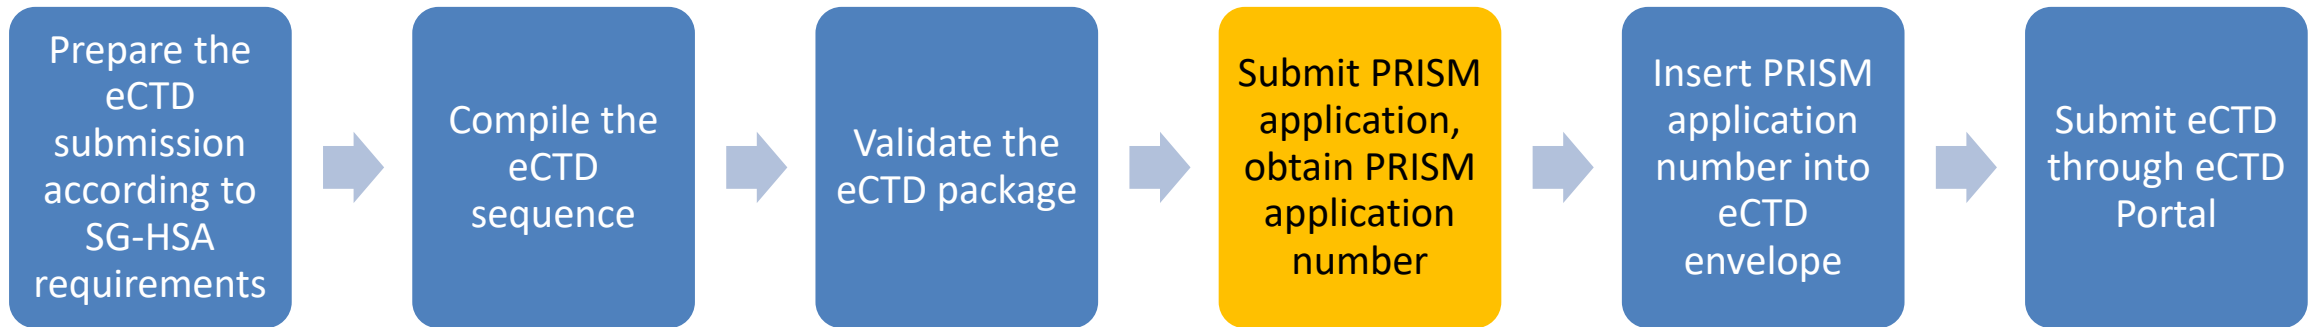 Prepare the
eCTD
submission
according to
SG-HSA
requirements
Compile the
eCTD
sequence
Validate the
eCTD package
Submit PRISM
application,
obtain PRISM
application
number
Insert PRISM
application
number into
eCTD
envelope
Submit eCTD
through eCTD
Portal